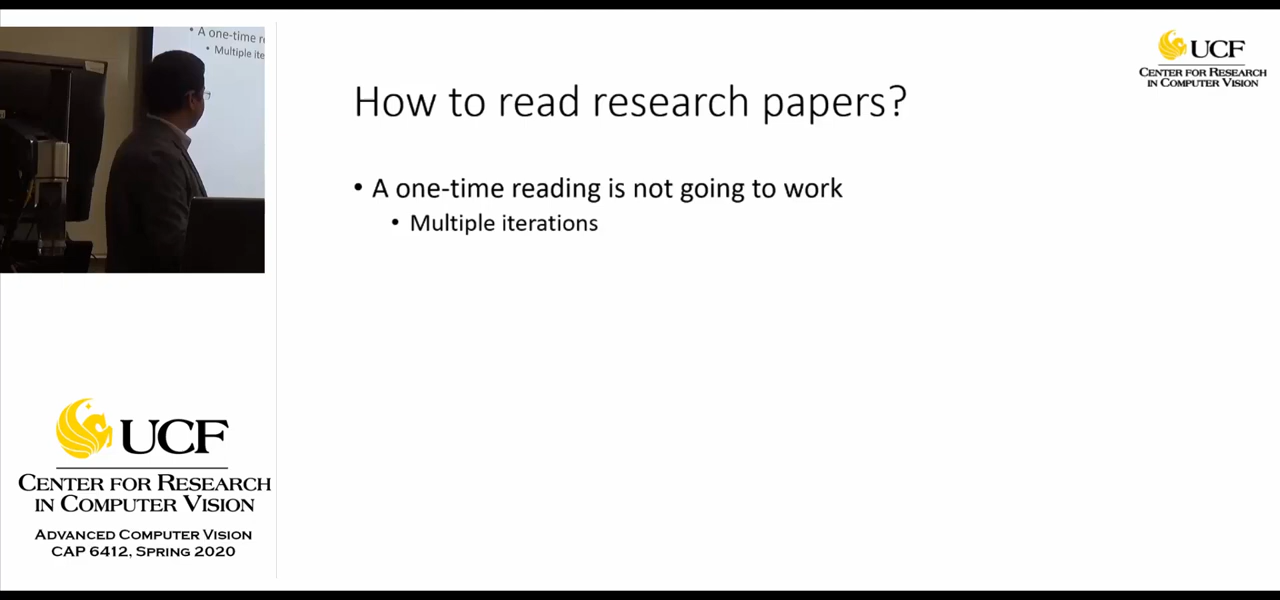 • A one-time r
• Multiple ite
UCF
CENTER FOR RESEARCH
IN COMPUTER VISION
How to read research papers?
• A one-time reading is not going to work
• Multiple iterations
UCF
CENTER FOR RESEARCH
IN COMPUTER VISION
ADVANCED COMPUTER VISION
CAP 6412, SPRING 2020